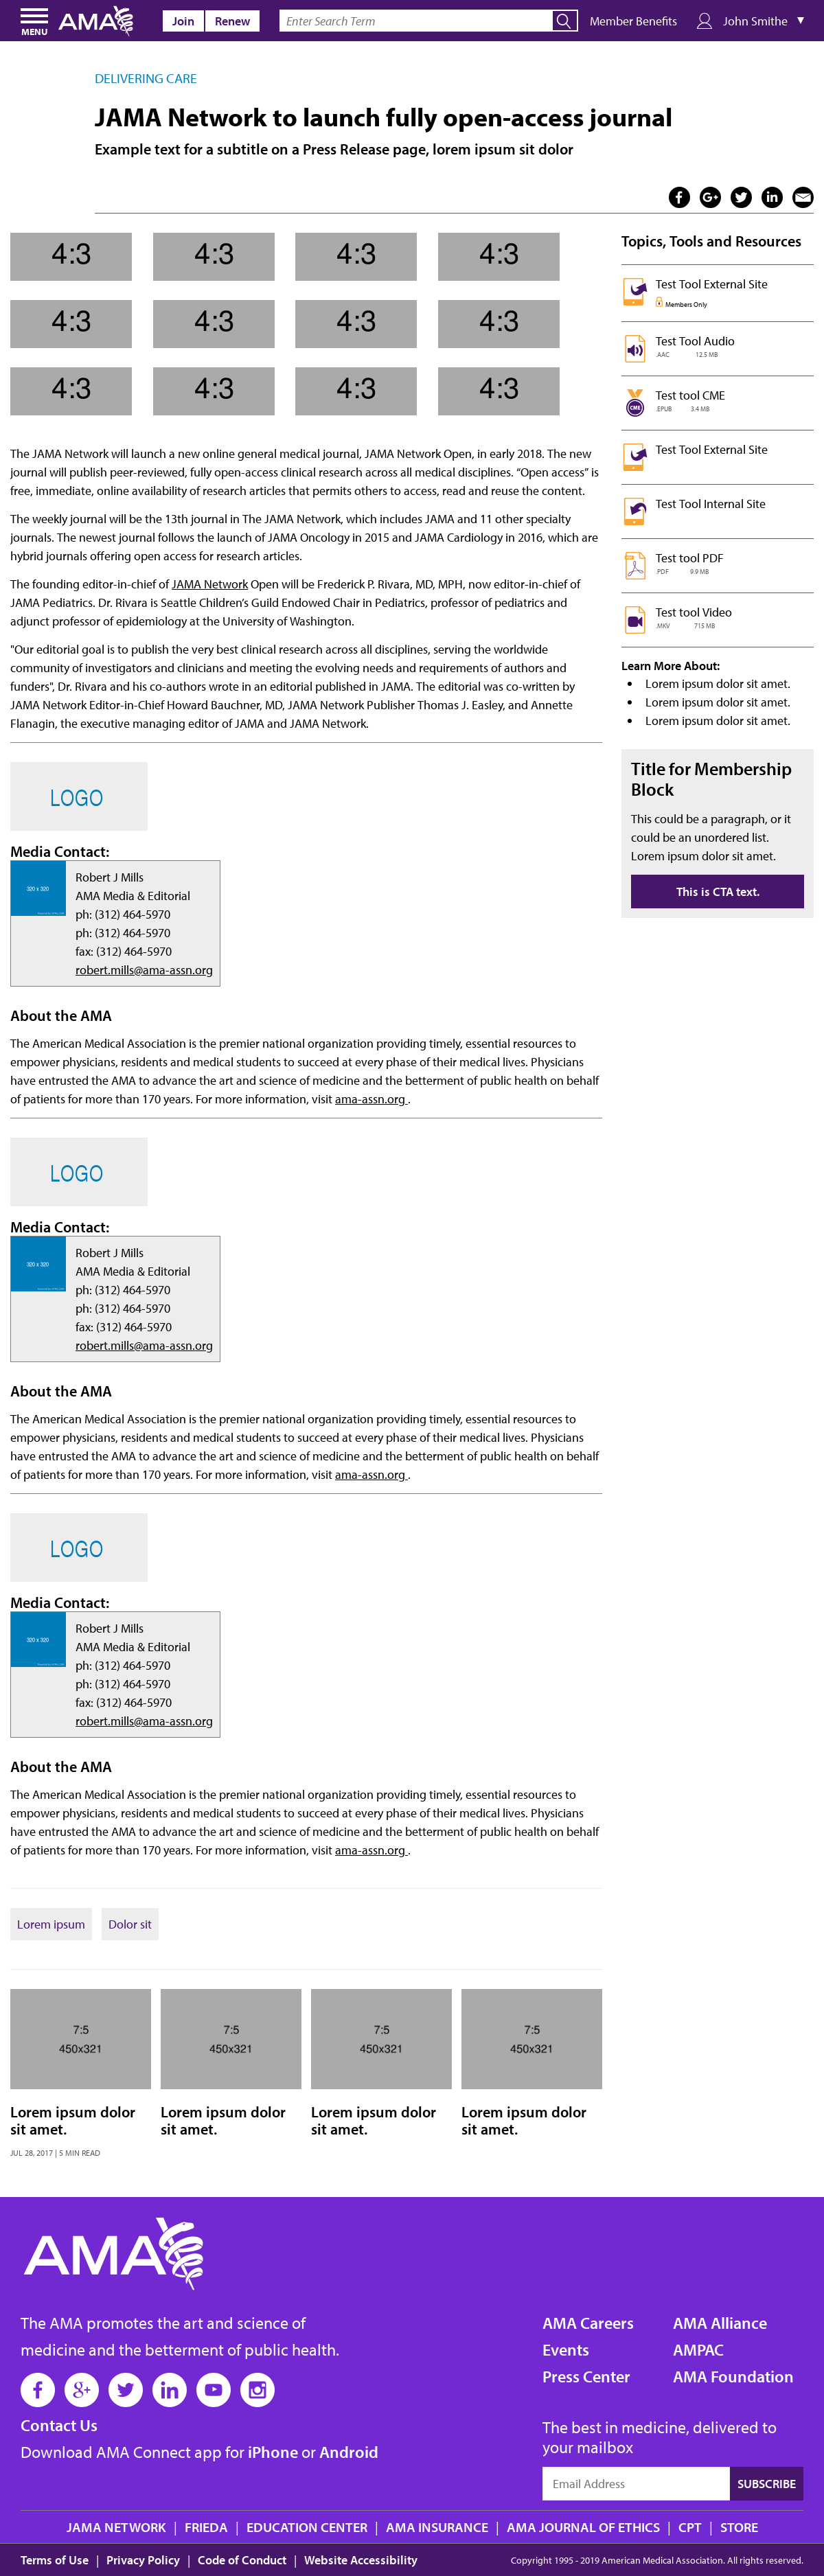 MENU AMA Join Renew Enter Search Term Member Benefits John Smithe ▼
DELIVERING CARE
JAMA Network to launch fully open-access journal
Example text for a subtitle on a Press Release page, lorem ipsum sit dolor
4:3 4:3 4:3 4:3
4:3 4:3 4:3 4:3
4:3 4:3 4:3 4:3
The JAMA Network will launch a new online general medical journal, JAMA Network Open, in early 2018. The new
journal will publish peer-reviewed, fully open-access clinical research across all medical disciplines. “Open access” is
free, immediate, online availability of research articles that permits others to access, read and reuse the content.
The weekly journal will be the 13th journal in The JAMA Network, which includes JAMA and 11 other specialty
journals. The newest journal follows the launch of JAMA Oncology in 2015 and JAMA Cardiology in 2016, which are
hybrid journals offering open access for research articles.
The founding editor-in-chief of JAMA Network Open will be Frederick P. Rivara, MD, MPH, now editor-in-chief of
JAMA Pediatrics. Dr. Rivara is Seattle Children’s Guild Endowed Chair in Pediatrics, professor of pediatrics and
adjunct professor of epidemiology at the University of Washington.
"Our editorial goal is to publish the very best clinical research across all disciplines, serving the worldwide
community of investigators and clinicians and meeting the evolving needs and requirements of authors and
funders", Dr. Rivara and his co-authors wrote in an editorial published in JAMA. The editorial was co-written by
JAMA Network Editor-in-Chief Howard Bauchner, MD, JAMA Network Publisher Thomas J. Easley, and Annette
Flanagin, the executive managing editor of JAMA and JAMA Network.
LOGO
Media Contact:
320 x 320
Robert J Mills
AMA Media & Editorial
ph: (312) 464-5970
ph: (312) 464-5970
fax: (312) 464-5970
robert.mills@ama-assn.org
About the AMA
The American Medical Association is the premier national organization providing timely, essential resources to
empower physicians, residents and medical students to succeed at every phase of their medical lives. Physicians
have entrusted the AMA to advance the art and science of medicine and the betterment of public health on behalf
of patients for more than 170 years. For more information, visit ama-assn.org .
LOGO
Media Contact:
320 x 320
Robert J Mills
AMA Media & Editorial
ph: (312) 464-5970
ph: (312) 464-5970
fax: (312) 464-5970
robert.mills@ama-assn.org
About the AMA
The American Medical Association is the premier national organization providing timely, essential resources to
empower physicians, residents and medical students to succeed at every phase of their medical lives. Physicians
have entrusted the AMA to advance the art and science of medicine and the betterment of public health on behalf
of patients for more than 170 years. For more information, visit ama-assn.org .
LOGO
Media Contact:
320 x 320
Robert J Mills
AMA Media & Editorial
ph: (312) 464-5970
ph: (312) 464-5970
fax: (312) 464-5970
robert.mills@ama-assn.org
About the AMA
The American Medical Association is the premier national organization providing timely, essential resources to
empower physicians, residents and medical students to succeed at every phase of their medical lives. Physicians
have entrusted the AMA to advance the art and science of medicine and the betterment of public health on behalf
of patients for more than 170 years. For more information, visit ama-assn.org .
Lorem ipsum Dolor sit
7:5 7:5 7:5 7:5
450x321 450x321 450x321 450x321
Lorem ipsum dolor Lorem ipsum dolor Lorem ipsum dolor Lorem ipsum dolor
sit amet. sit amet. sit amet. sit amet.
JUL 28, 2017 | 5 MIN READ
Topics, Tools and Resources
Test Tool External Site
Members Only
Test Tool Audio
.AAC 12.5 MB
Test tool CME
CME
.EPUB 3.4 MB
Test Tool External Site
Test Tool Internal Site
Test tool PDF
.PDF 9.9 MB
Test tool Video
.MKV 715 MB
Learn More About:
• Lorem ipsum dolor sit amet.
• Lorem ipsum dolor sit amet.
• Lorem ipsum dolor sit amet.
Title for Membership
Block
This could be a paragraph, or it
could be an unordered list.
Lorem ipsum dolor sit amet.
This is CTA text.
AMA
The AMA promotes the art and science of
medicine and the betterment of public health.
Contact Us
Download AMA Connect app for iPhone or Android
AMA Careers AMA Alliance
Events AMPAC
Press Center AMA Foundation
The best in medicine, delivered to
your mailbox
Email Address SUBSCRIBE
JAMA NETWORK | FRIEDA | EDUCATION CENTER | AMA INSURANCE | AMA JOURNAL OF ETHICS | CPT | STORE
Terms of Use | Privacy Policy | Code of Conduct | Website Accessibility Copyright 1995 - 2019 American Medical Association. All rights reserved.